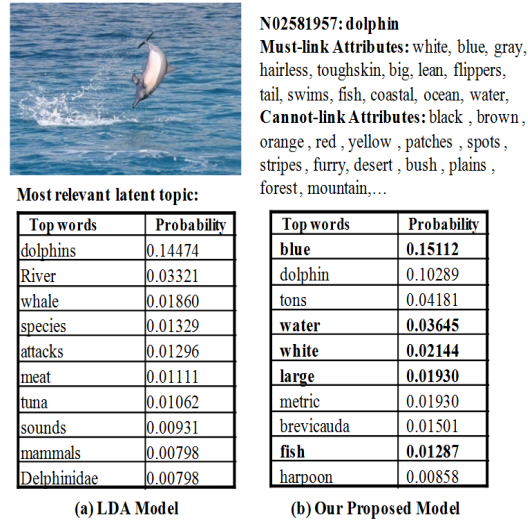 N02581957: dolphin
Must-link Attributes: white, blue, gray,
hairless, toughskin, big, lean, flippers,
tail, swims, fish, coastal, ocean, water,
Cannot-link Attributes: black , brown ,
orange , red , yellow , patches , spots ,
stripes , furry, desert , bush , plains ,
forest , mountain,…
Most relevant latent topic:
Top words Probability
dolphins 0.14474
River 0.03321
whale 0.01860
species 0.01329
attacks 0.01296
meat 0.01111
tuna 0.01062
sounds 0.00931
mammals 0.00798
Delphinidae 0.00798
(a) LDA Model
Top words Probability
blue 0.15112
dolphin 0.10289
tons 0.04181
water 0.03645
white 0.02144
large 0.01930
metric 0.01930
brevicauda 0.01501
fish 0.01287
harpoon 0.00858
(b) Our Proposed Model